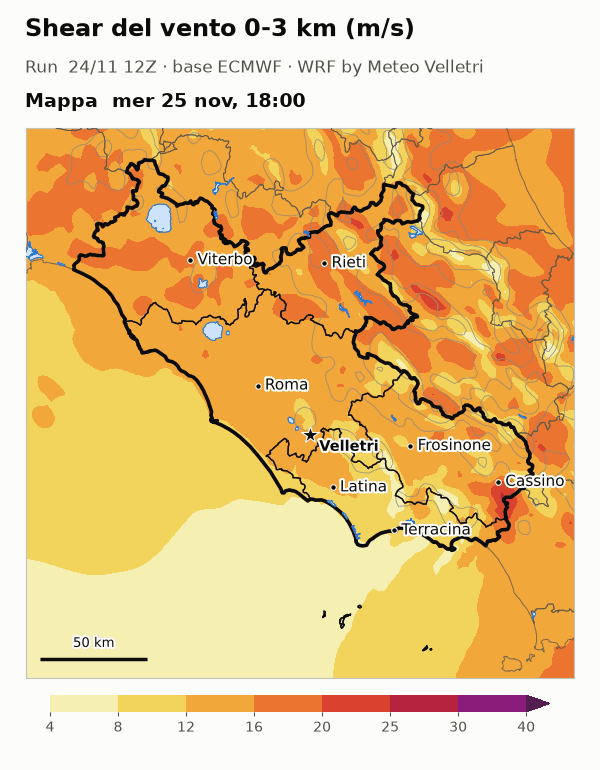 Shear del vento 0-3 km (m/s)
Run  24/11 12Z · base ECMWF · WRF by Meteo Velletri
Mappa  mer 25 nov, 18:00
Viterbo
Rieti
Roma
Velletri
Frosinone
Cassino
Latina
Terracina
50 km
4 8 12 16 20 25 30 40